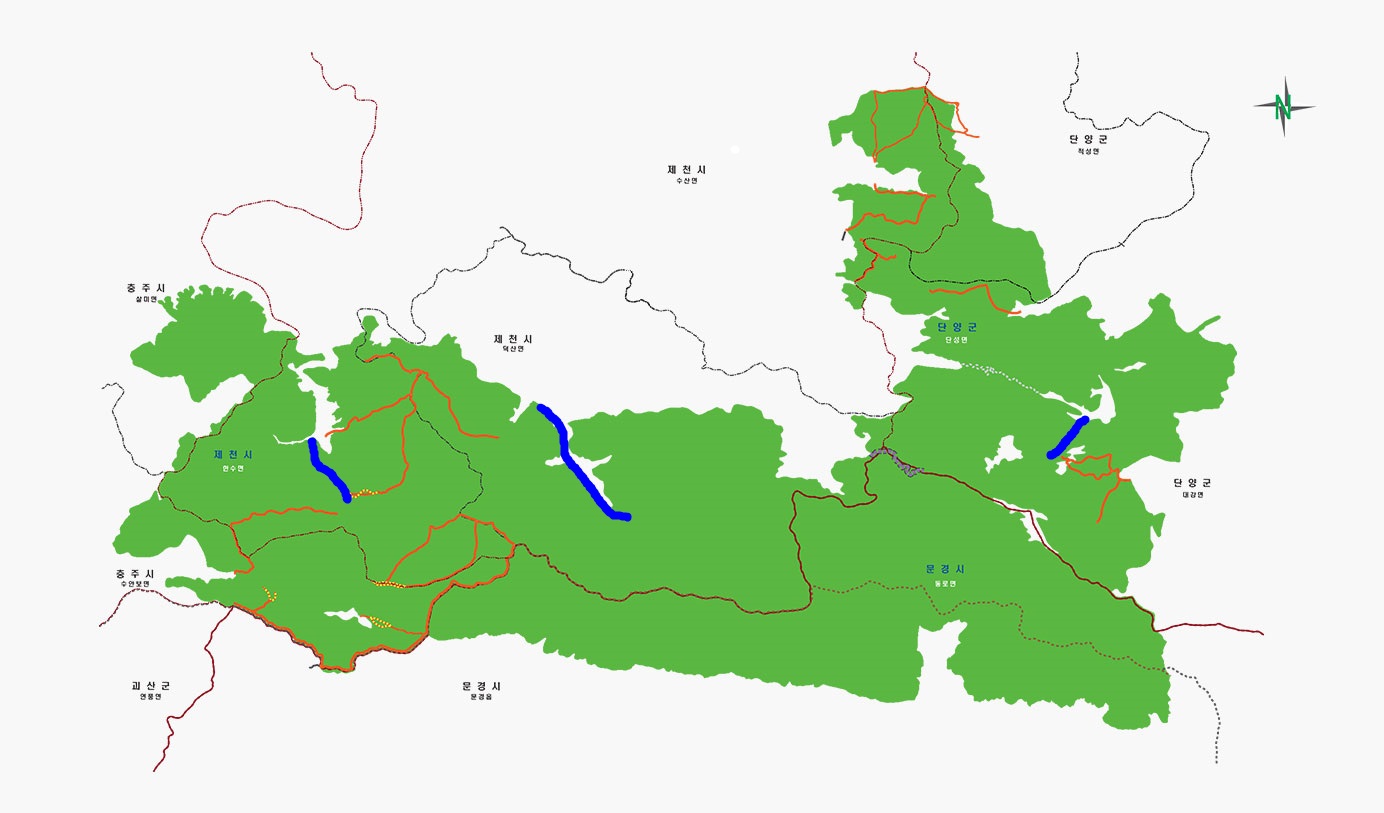 N
단 양 군
적성면
제 천 시
수산면
충 주 시
살미면
단 양 군
단성면
제 천 시
덕산면
제 천 시
한수면
단 양 군
대강면
문 경 시
동로면
충 주 시
수안보면
괴 산 군
연풍면
문 경 시
문경읍